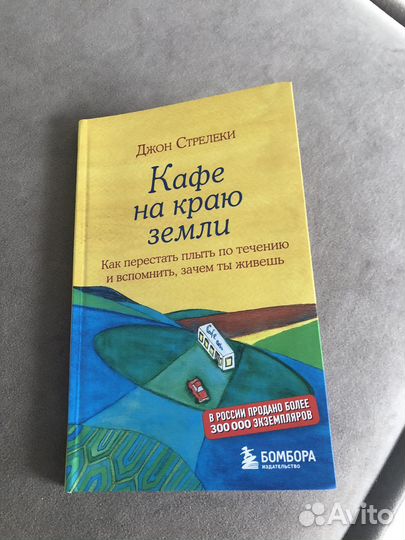 Джон Стрелеки
Кафе
на краю
земли
Как перестать плыть по течению
и вспомнить, зачем ты живешь
В РОССИИ ПРОДАНО БОЛЕЕ
300 000 ЭКЗЕМПЛЯРОВ
БОМБОРА
ИЗДАТЕЛЬСТВО
Avito